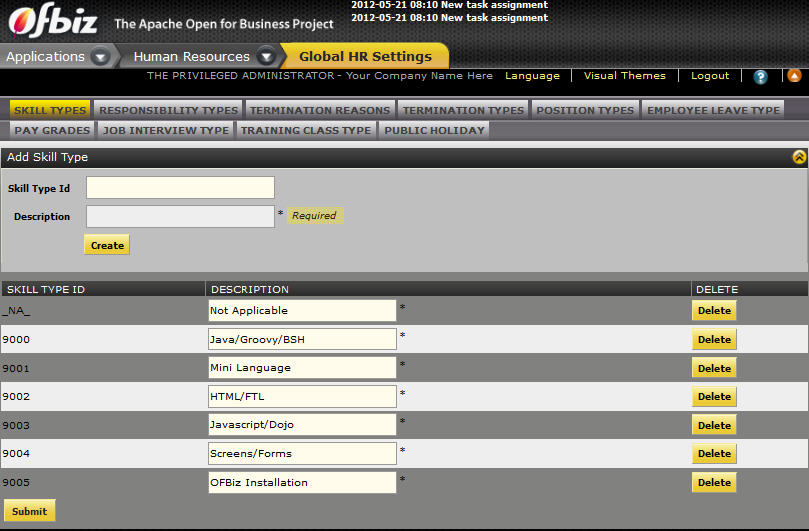 2012-05-21 08:10 New task assignment
2012-05-21 08:10 New task assignment
Ofbiz The Apache Open for Business Project
Applications Human Resources Global HR Settings
THE PRIVILEGED ADMINISTRATOR - Your Company Name Here Language Visual Themes Logout ?
SKILL TYPES RESPONSIBILITY TYPES TERMINATION REASONS TERMINATION TYPES POSITION TYPES EMPLOYEE LEAVE TYPE
PAY GRADES JOB INTERVIEW TYPE TRAINING CLASS TYPE PUBLIC HOLIDAY
Add Skill Type
Skill Type Id
Description * Required
Create
SKILL TYPE ID DESCRIPTION DELETE
_NA_ Not Applicable * Delete
9000 Java/Groovy/BSH * Delete
9001 Mini Language * Delete
9002 HTML/FTL * Delete
9003 Javascript/Dojo * Delete
9004 Screens/Forms * Delete
9005 OFBiz Installation * Delete
Submit